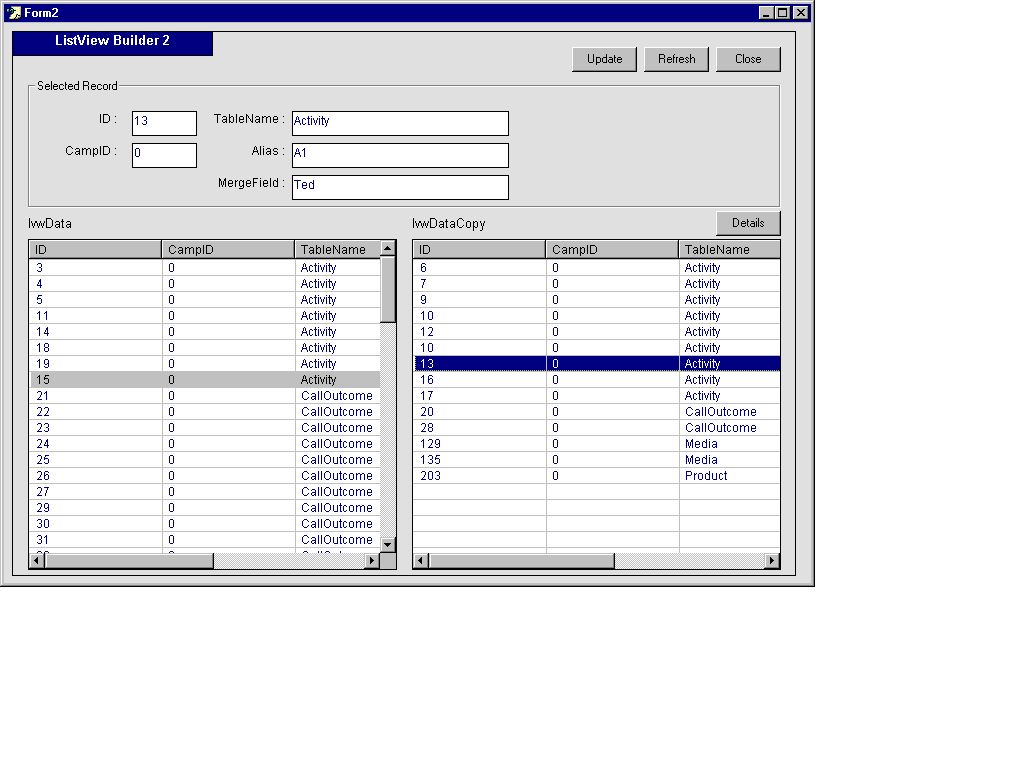 Form2
ListView Builder 2
Update Refresh Close
Selected Record
ID : 13 TableName : Activity
CampID : 0 Alias : A1
MergeField : Ted
lvwData lvwDataCopy Details
ID CampID TableName ID CampID TableName
3 0 Activity 6 0 Activity
4 0 Activity 7 0 Activity
5 0 Activity 9 0 Activity
11 0 Activity 10 0 Activity
14 0 Activity 12 0 Activity
18 0 Activity 10 0 Activity
19 0 Activity 13 0 Activity
15 0 Activity 16 0 Activity
21 0 CallOutcome 17 0 Activity
22 0 CallOutcome 20 0 CallOutcome
23 0 CallOutcome 28 0 CallOutcome
24 0 CallOutcome 129 0 Media
25 0 CallOutcome 135 0 Media
26 0 CallOutcome 203 0 Product
27 0 CallOutcome
29 0 CallOutcome
30 0 CallOutcome
31 0 CallOutcome